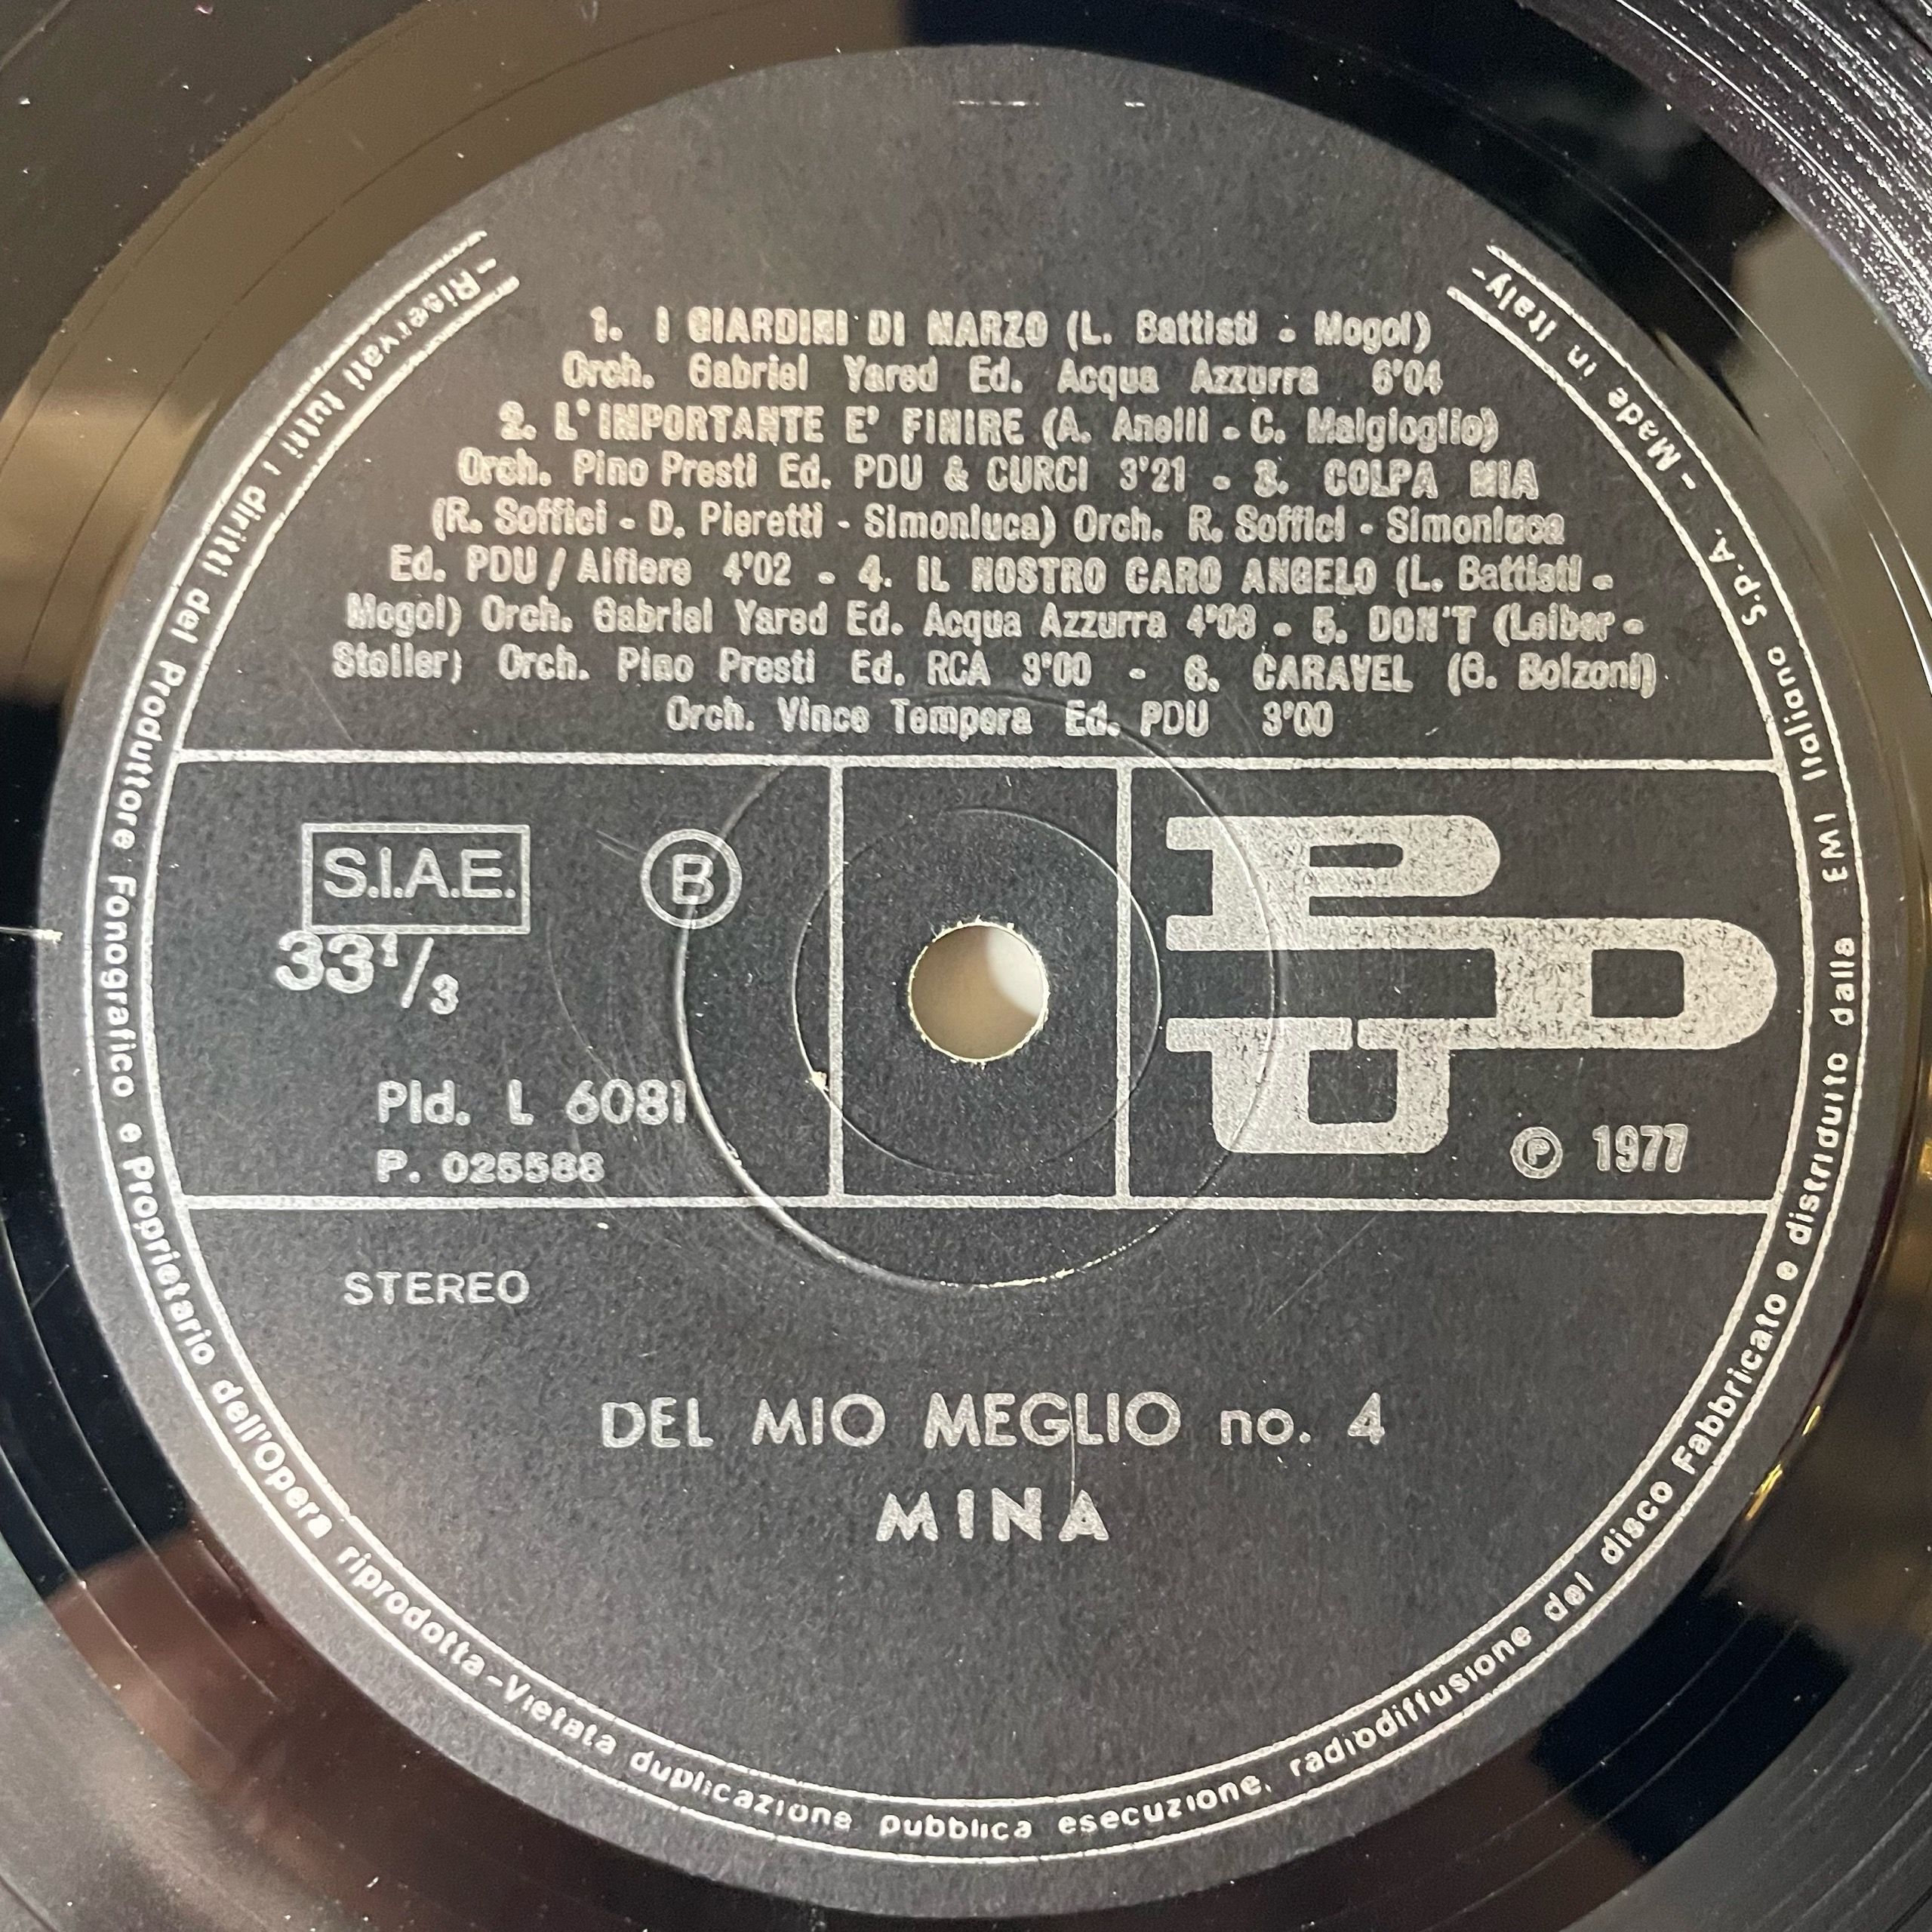 1. I GIARDINI DI MARZO (L. Battisti - Mogol)
Orch. Gabriel Yared Ed. Acqua Azzurra 6'04
2. L'IMPORTANTE E' FINIRE (A. Anelli - C. Malgioglio)
Orch. Pino Presti Ed. PDU & CURCI 3'21 - 3. COLPA MIA
(R. Soffici - D. Pieretti - Simonluca) Orch. R. Soffici - Simonluca
Ed. PDU / Alfiere 4'02 - 4. IL NOSTRO CARO ANGELO (L. Battisti -
Mogol) Orch. Gabriel Yared Ed. Acqua Azzurra 4'08 - 5. DON'T (Leiber -
Stoller) Orch. Pino Presti Ed. RCA 3'00 - 6. CARAVEL (G. Bolzoni)
Orch. Vince Tempera Ed. PDU 3'00
S.I.A.E.
B
PDU
33 1/3
Pld. L 6081
P. 025588
℗ 1977
STEREO
DEL MIO MEGLIO no. 4
MINA
- Riservati tutti i diritti del Produttore Fonografico e Proprietario dell'Opera riprodotta - Vietata duplicazione pubblica esecuzione, radiodiffusione del disco Fabbricato e distribuito dalla EMI Italiana S.p.A. - Made in Italy -